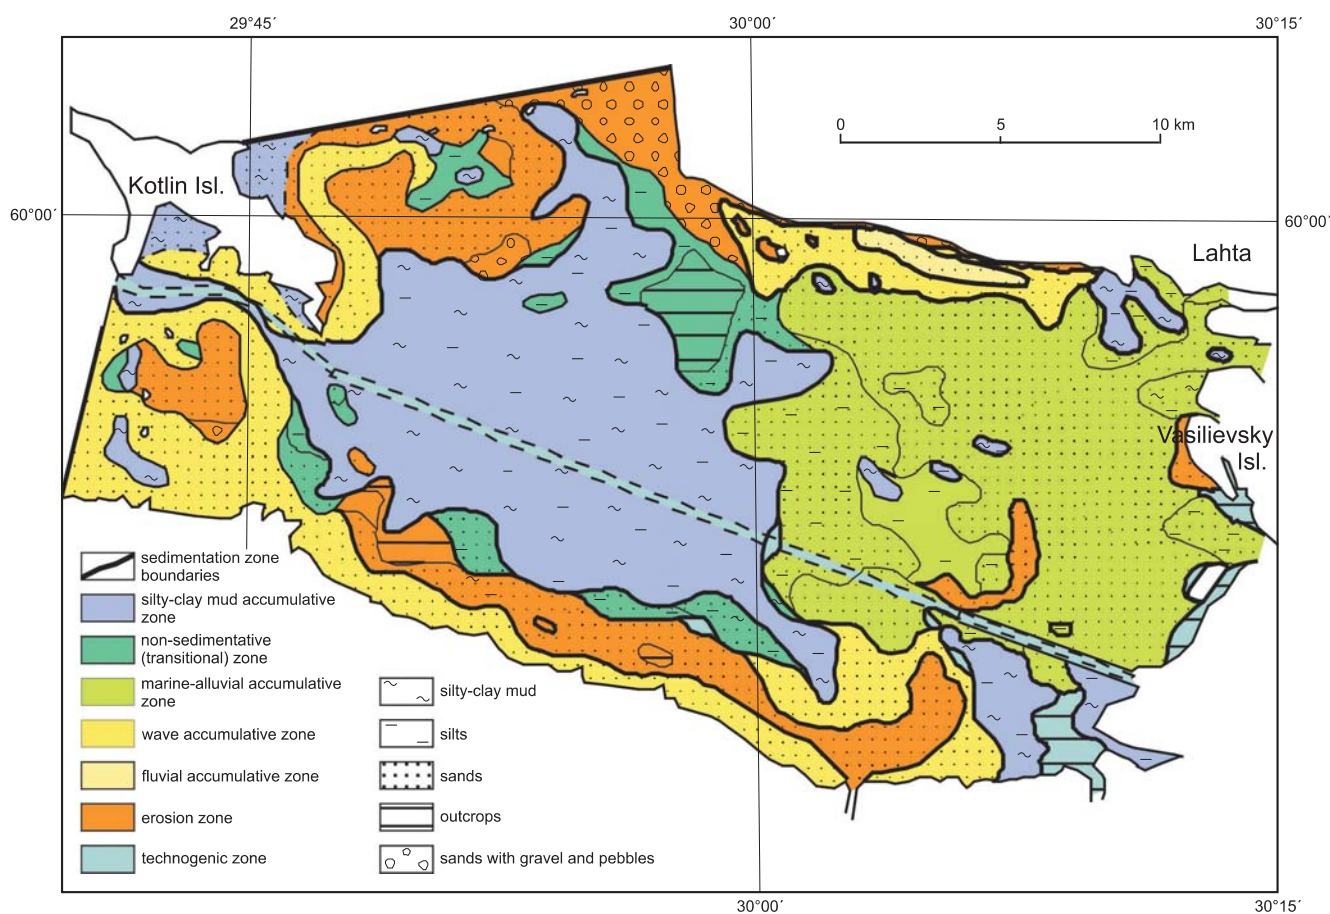 29°45´ 30°00´ 30°15´
0 5 10 km
Kotlin Isl.
60°00´ 60°00´
Lahta
Vasilievsky
Isl.
sedimentation zone
boundaries
silty-clay mud accumulative
zone
non-sedimentative
(transitional) zone
marine-alluvial accumulative
zone
wave accumulative zone
fluvial accumulative zone
erosion zone
technogenic zone
silty-clay mud
silts
sands
outcrops
sands with gravel and pebbles
30°00´ 30°15´